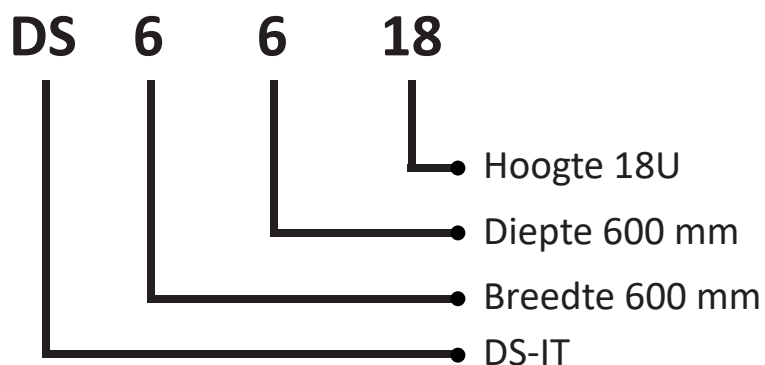 DS 6 6 18
Hoogte 18U
Diepte 600 mm
Breedte 600 mm
DS-IT